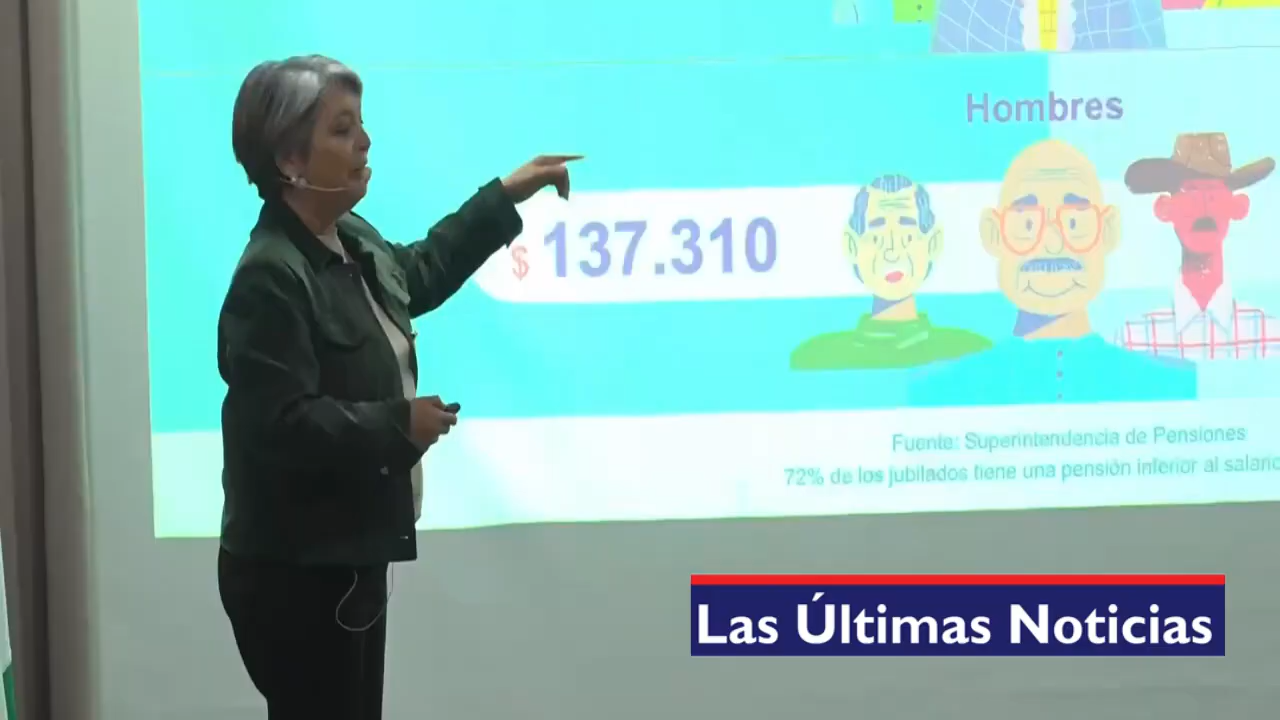 Hombres
$ 137.310
Fuente: Superintendencia de Pensiones
72% de los jubilados tiene una pensión inferior al
Las Últimas Noticias